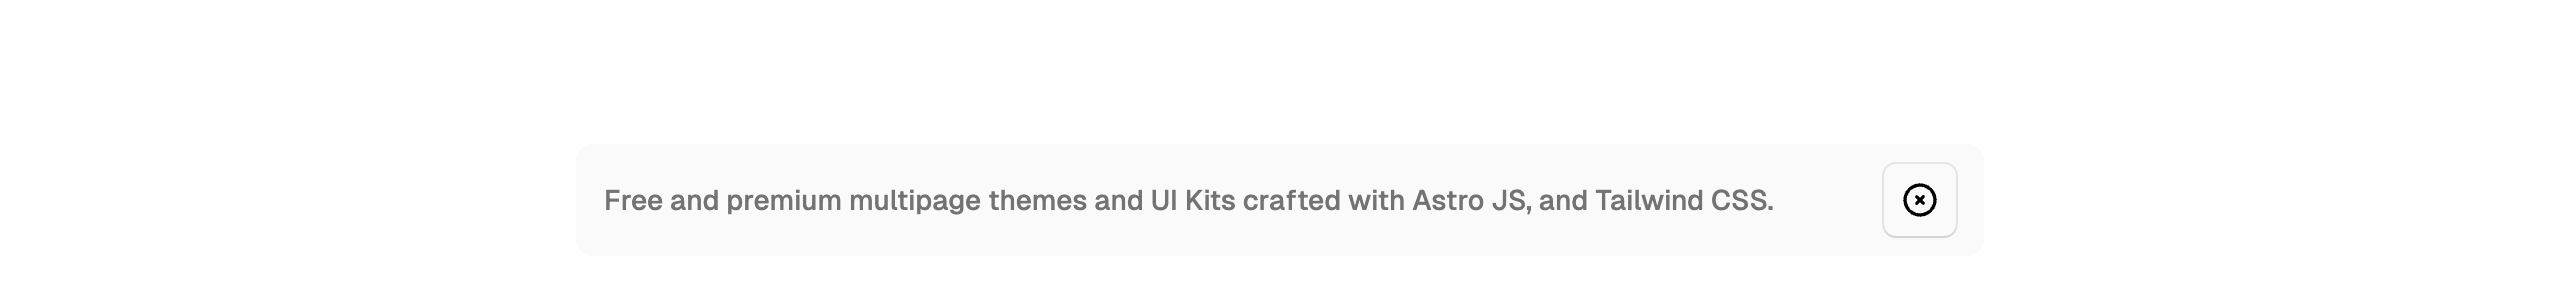 Free and premium multipage themes and UI Kits crafted with Astro JS, and Tailwind CSS.